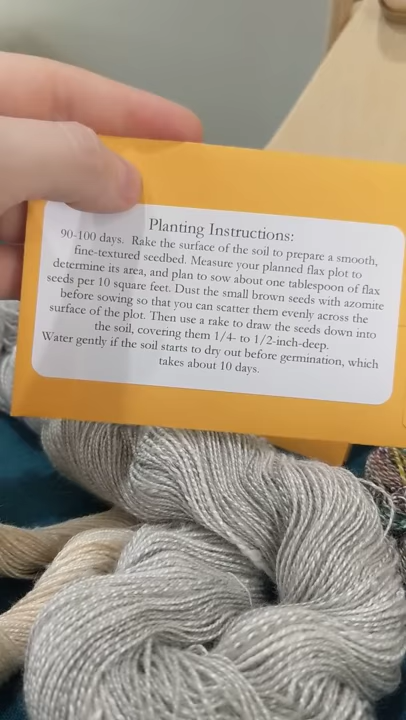 Planting Instructions:
90-100 days. Rake the surface of the soil to prepare a smooth,
fine-textured seedbed. Measure your planned flax plot to
determine its area, and plan to sow about one tablespoon of flax
seeds per 10 square feet. Dust the small brown seeds with azomite
before sowing so that you can scatter them evenly across the
surface of the plot. Then use a rake to draw the seeds down into
the soil, covering them 1/4- to 1/2-inch-deep.
Water gently if the soil starts to dry out before germination, which
takes about 10 days.